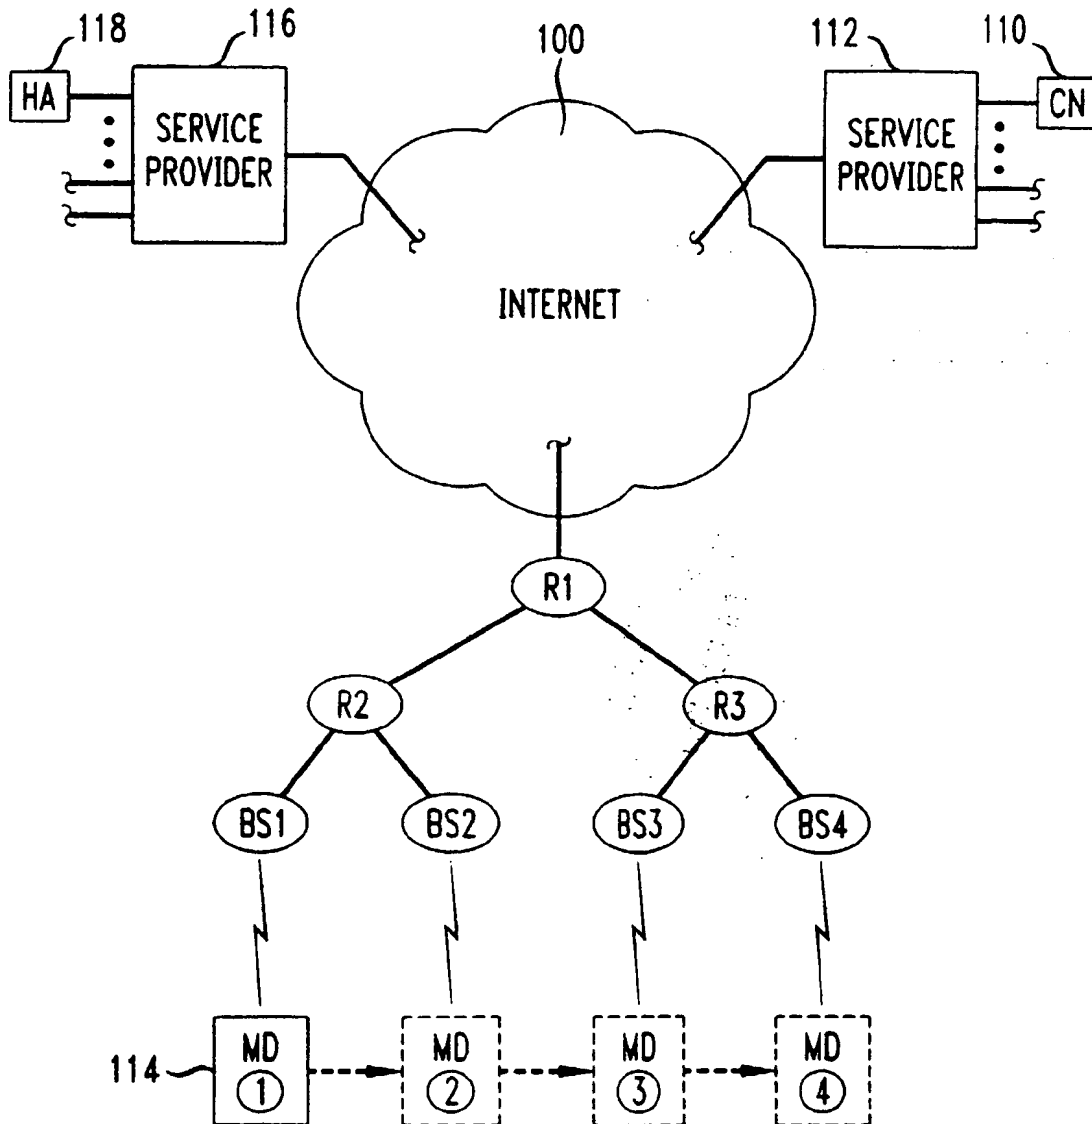 118
116
100
112
110
HA
SERVICE
PROVIDER
SERVICE
PROVIDER
CN
INTERNET
R1
R2
R3
BS1
BS2
BS3
BS4
114
MD
1
MD
2
MD
3
MD
4